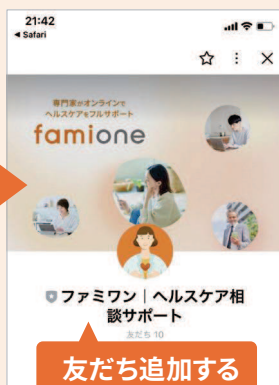 21:42
◀ Safari
専門家がオンラインで
ヘルスケアをフルサポート
famione
ファミワン｜ヘルスケア相
談サポート
友だち 10
友だち追加する